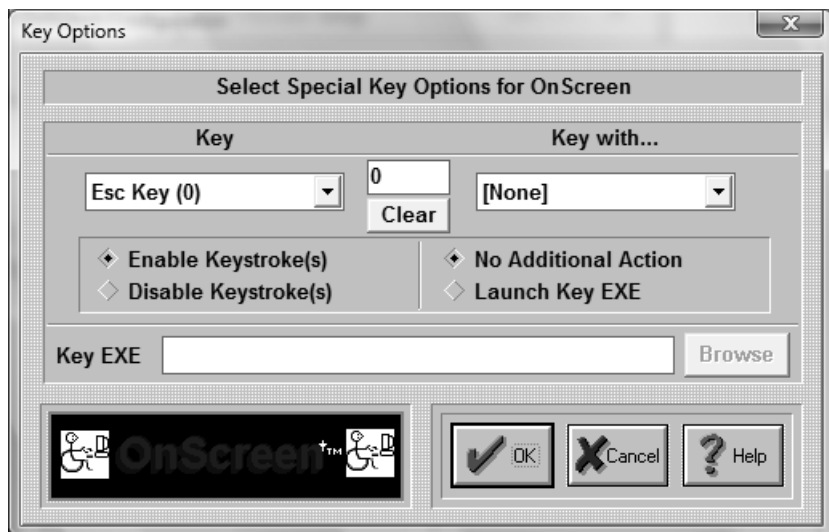 Key Options
X
Select Special Key Options for OnScreen
Key Key with...
Esc Key (0) 0 [None]
Clear
Enable Keystroke(s) No Additional Action
Disable Keystroke(s) Launch Key EXE
Key EXE Browse
OnScreen+™
OK Cancel Help